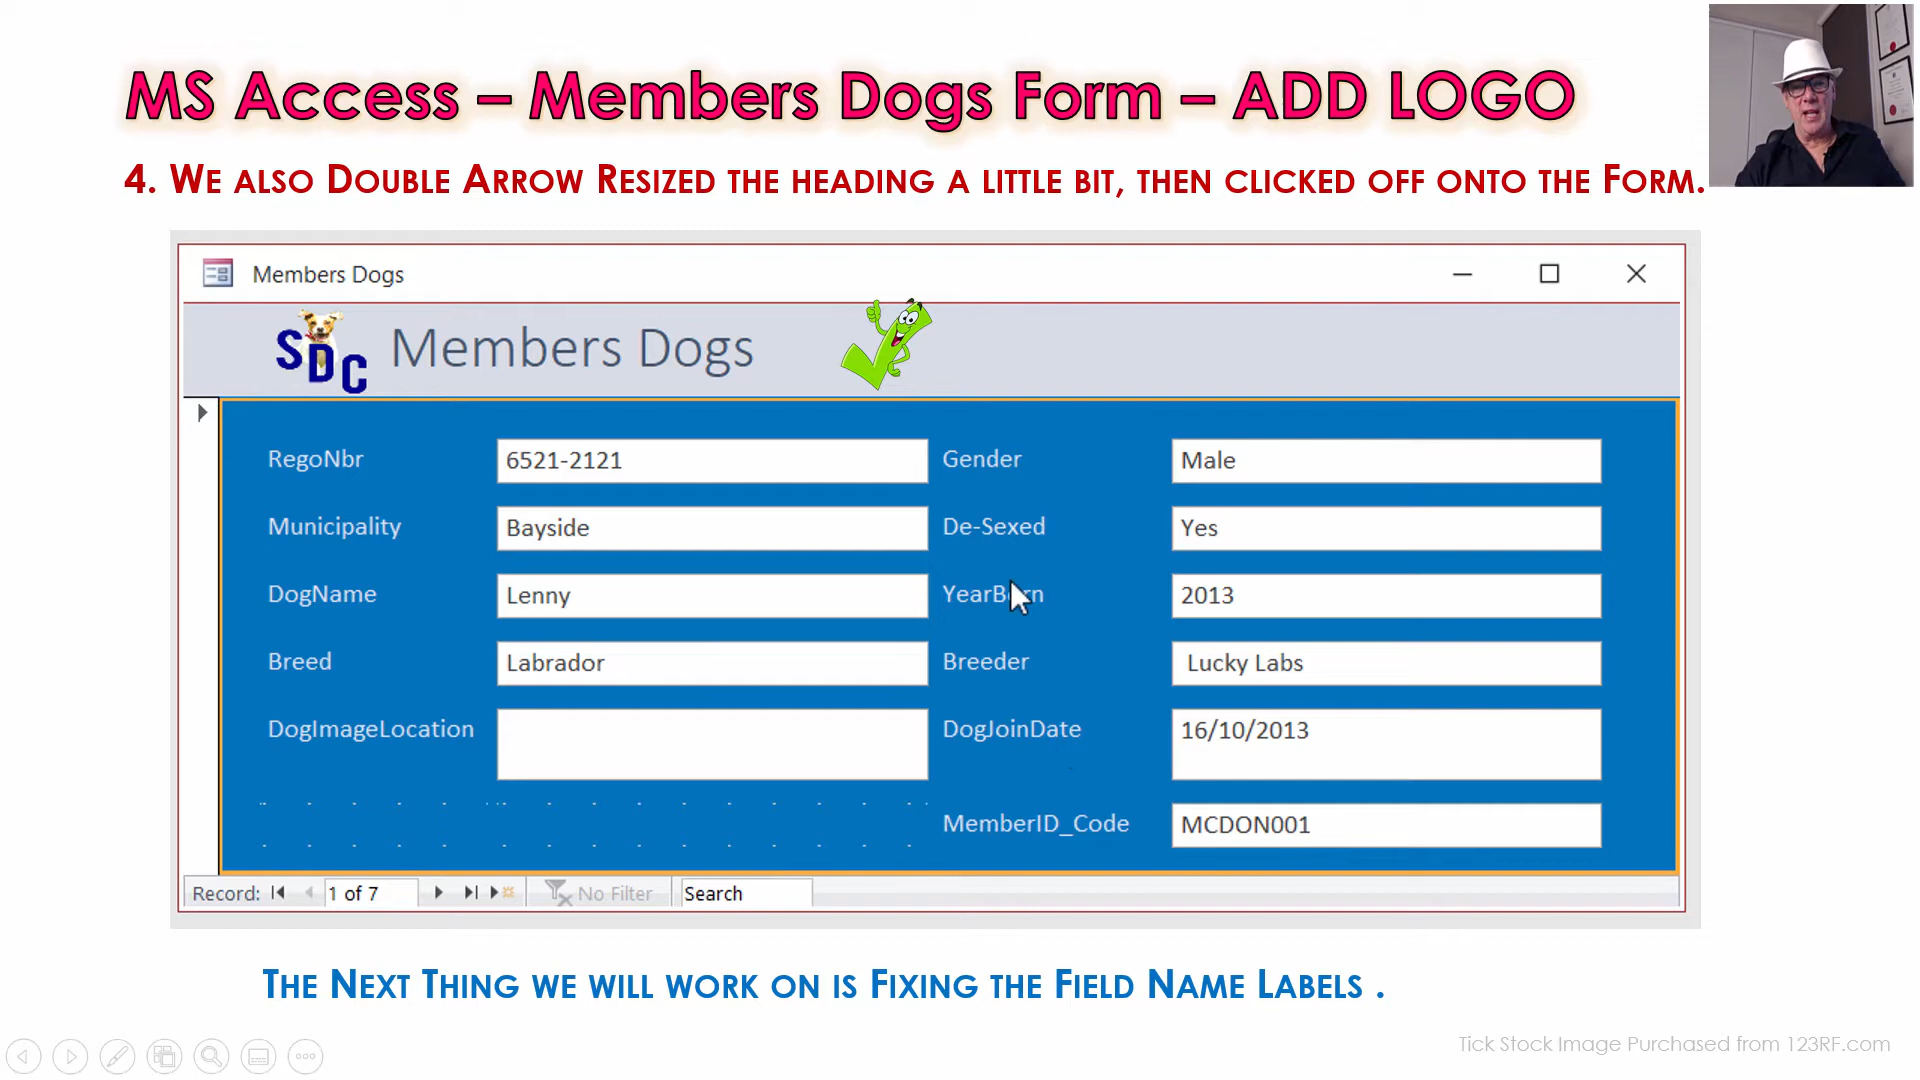 MS Access – Members Dogs Form – ADD LOGO
4. We also Double Arrow Resized the heading a little bit, then clicked off onto the Form.
Members Dogs
SDC Members Dogs
RegoNbr 6521-2121 Gender Male
Municipality Bayside De-Sexed Yes
DogName Lenny YearBorn 2013
Breed Labrador Breeder Lucky Labs
DogImageLocation DogJoinDate 16/10/2013
MemberID_Code MCDON001
Record: 1 of 7 No Filter Search
The Next Thing we will work on is Fixing the Field Name Labels .
Tick Stock Image Purchased from 123RF.com